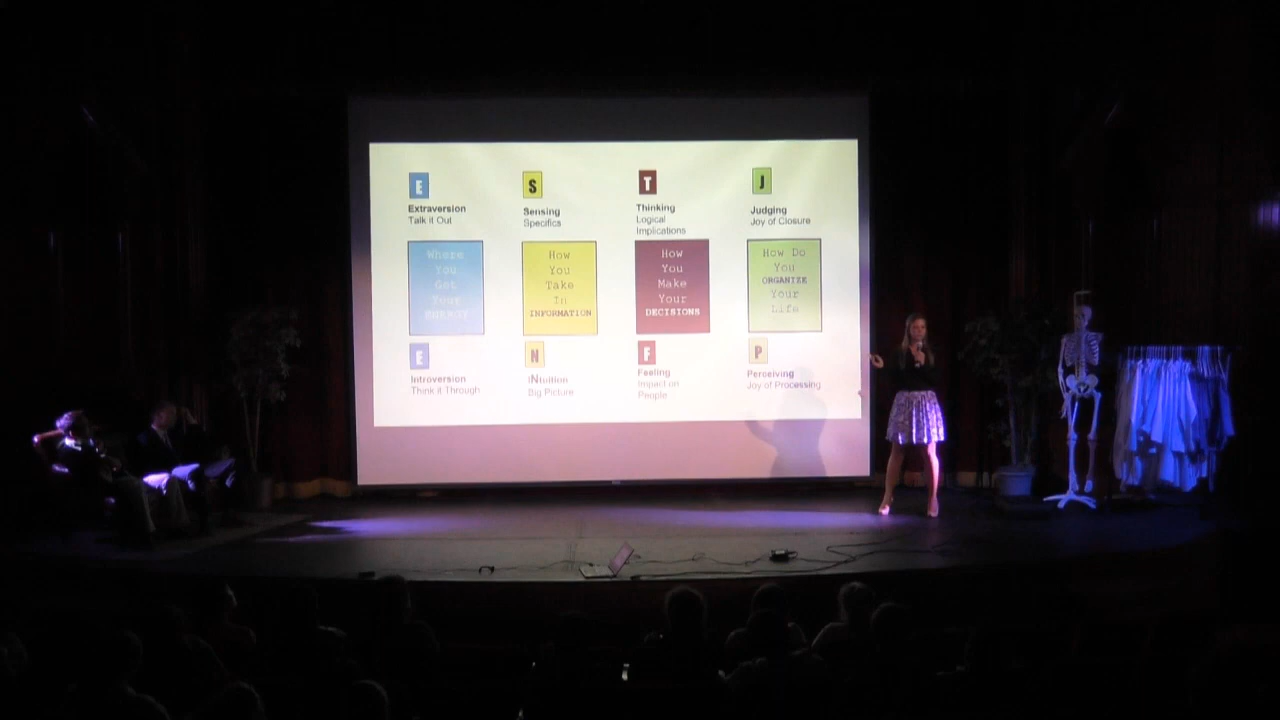 E
S
T
J
Extraversion
Talk it Out
Sensing
Specifics
Thinking
Logical
Implications
Judging
Joy of Closure
Where
You
Get
Your
ENERGY
How
You
Take
In
INFORMATION
How
You
Make
Your
DECISIONS
How Do
You
ORGANIZE
Your
Life
E
N
F
P
Introversion
Think it Through
INtuition
Big Picture
Feeling
Impact on
People
Perceiving
Joy of Processing